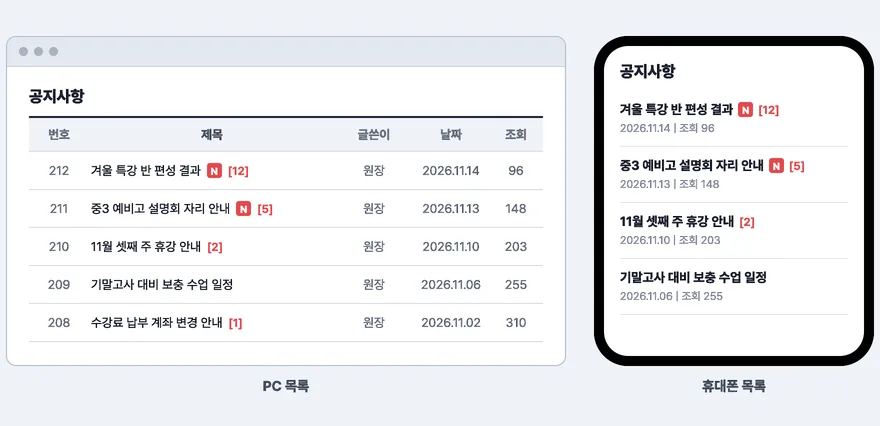 공지사항
번호 제목 글쓴이 날짜 조회
212 겨울 특강 반 편성 결과 N [12] 원장 2026.11.14 96
211 중3 예비고 설명회 자리 안내 N [5] 원장 2026.11.13 148
210 11월 셋째 주 휴강 안내 [2] 원장 2026.11.10 203
209 기말고사 대비 보충 수업 일정 원장 2026.11.06 255
208 수강료 납부 계좌 변경 안내 [1] 원장 2026.11.02 310
PC 목록
공지사항
겨울 특강 반 편성 결과 N [12]
2026.11.14 | 조회 96
중3 예비고 설명회 자리 안내 N [5]
2026.11.13 | 조회 148
11월 셋째 주 휴강 안내 [2]
2026.11.10 | 조회 203
기말고사 대비 보충 수업 일정
2026.11.06 | 조회 255
휴대폰 목록